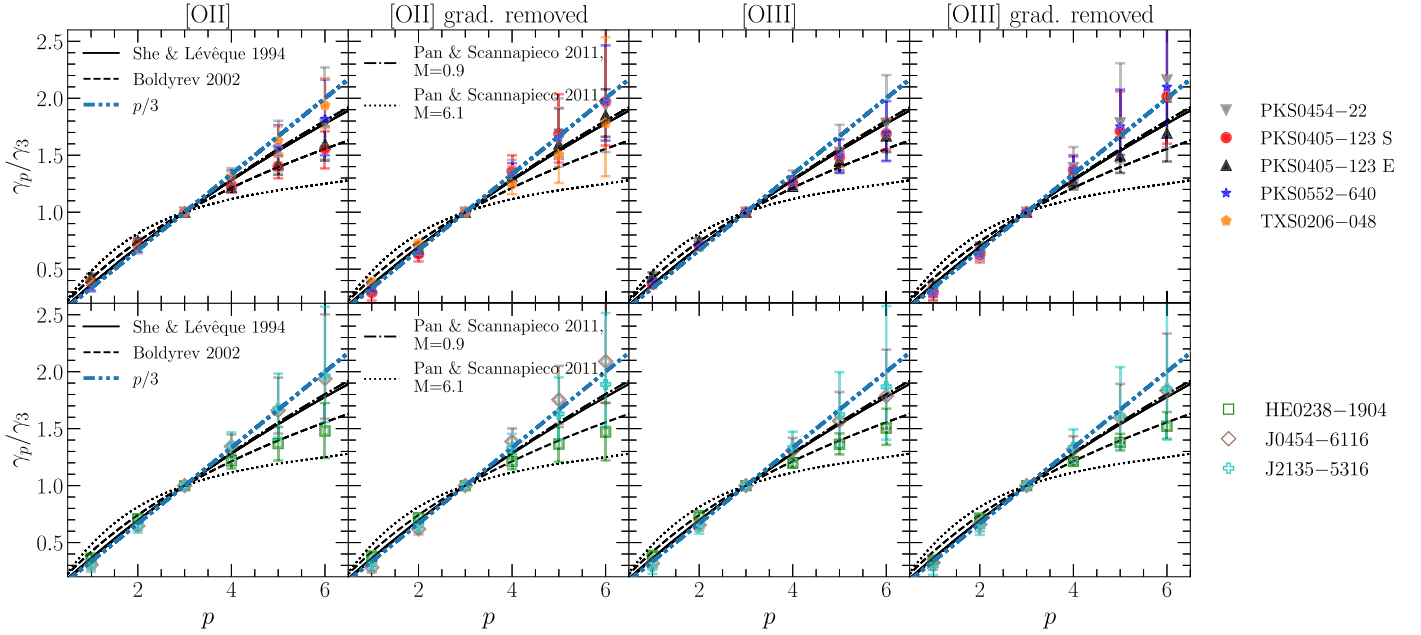 [OII]
[OII] grad. removed
[OIII]
[OIII] grad. removed
2.5
2.0
1.5
1.0
0.5
γp/γ3
She & Lévêque 1994
Boldyrev 2002
p/3
Pan & Scannapieco 2011,
M=0.9
Pan & Scannapieco 2011,
M=6.1
PKS0454−22
PKS0405−123 S
PKS0405−123 E
PKS0552−640
TXS0206−048
2.5
2.0
1.5
1.0
0.5
γp/γ3
She & Lévêque 1994
Boldyrev 2002
p/3
Pan & Scannapieco 2011,
M=0.9
Pan & Scannapieco 2011,
M=6.1
HE0238−1904
J0454−6116
J2135−5316
2 4 6 2 4 6 2 4 6 2 4 6
p p p p